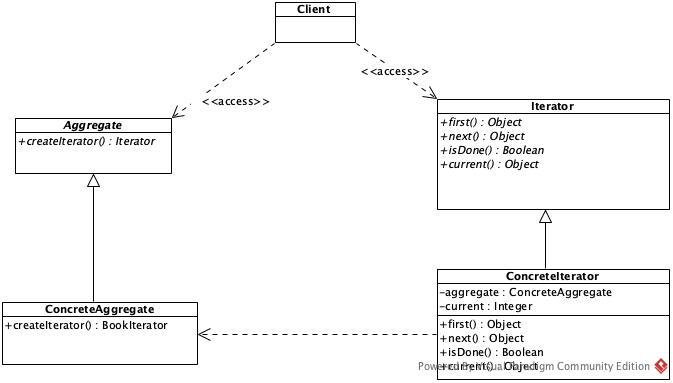 Client
<<access>>
<<access>>
Aggregate
+createIterator() : Iterator
Iterator
+first() : Object
+next() : Object
+isDone() : Boolean
+current() : Object
ConcreteAggregate
+createIterator() : BookIterator
ConcreteIterator
-aggregate : ConcreteAggregate
-current : Integer
+first() : Object
+next() : Object
+isDone() : Boolean
+current() : Object
Powered By Visual Paradigm Community Edition